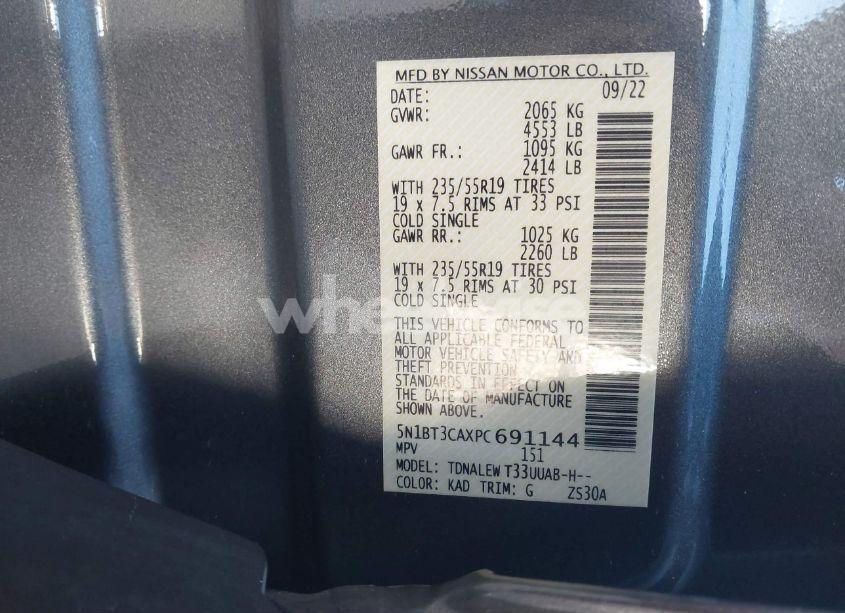 MFD BY NISSAN MOTOR CO., LTD.
DATE: 09/22
GVWR: 2065 KG
4553 LB
GAWR FR.: 1095 KG
2414 LB
WITH 235/55R19 TIRES
19 x 7.5 RIMS AT 33 PSI
COLD SINGLE
GAWR RR.: 1025 KG
2260 LB
WITH 235/55R19 TIRES
19 x 7.5 RIMS AT 30 PSI
COLD SINGLE
THIS VEHICLE CONFORMS TO
ALL APPLICABLE FEDERAL
MOTOR VEHICLE SAFETY AND
THEFT PREVENTION
STANDARDS IN EFFECT ON
THE DATE OF MANUFACTURE
SHOWN ABOVE.
5N1BT3CAXPC691144
MPV 151
MODEL: TDNALEW T33UUAB-H--
COLOR: KAD TRIM: G ZS30A